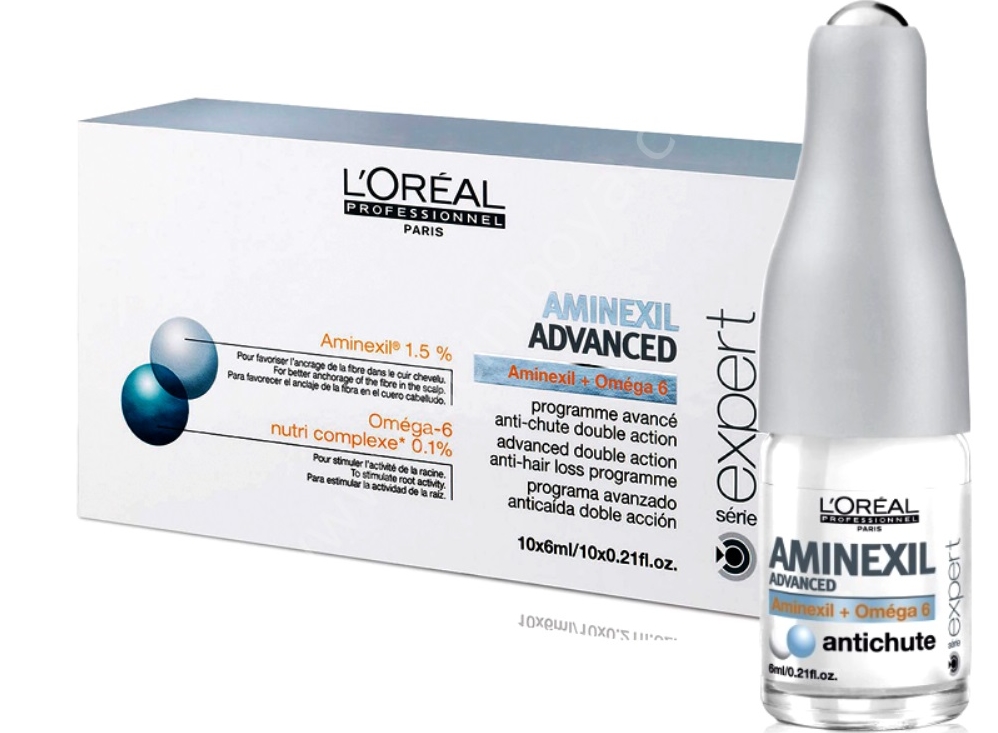 L'ORÉAL
PROFESSIONNEL
PARIS
Aminexil® 1.5 %
Pour favoriser l'ancrage de la fibre dans le cuir chevelu.
For better anchorage of the fibre in the scalp.
Para favorecer el anclaje de la fibra en el cuero cabelludo.
Oméga-6
nutri complexe* 0.1%
Pour stimuler l'activité de la racine.
To stimulate root activity.
Para estimular la actividad de la raiz.
AMINEXIL
ADVANCED
Aminexil + Oméga 6
programme avancé
anti-chute double action
advanced double action
anti-hair loss programme
programa avanzado
anticaída doble acción
10x6ml/10x0.21fl.oz.
série expert
L'ORÉAL
PROFESSIONNEL
PARIS
AMINEXIL
ADVANCED
Aminexil + Oméga 6
antichute
6ml/0.21fl.oz.
série expert